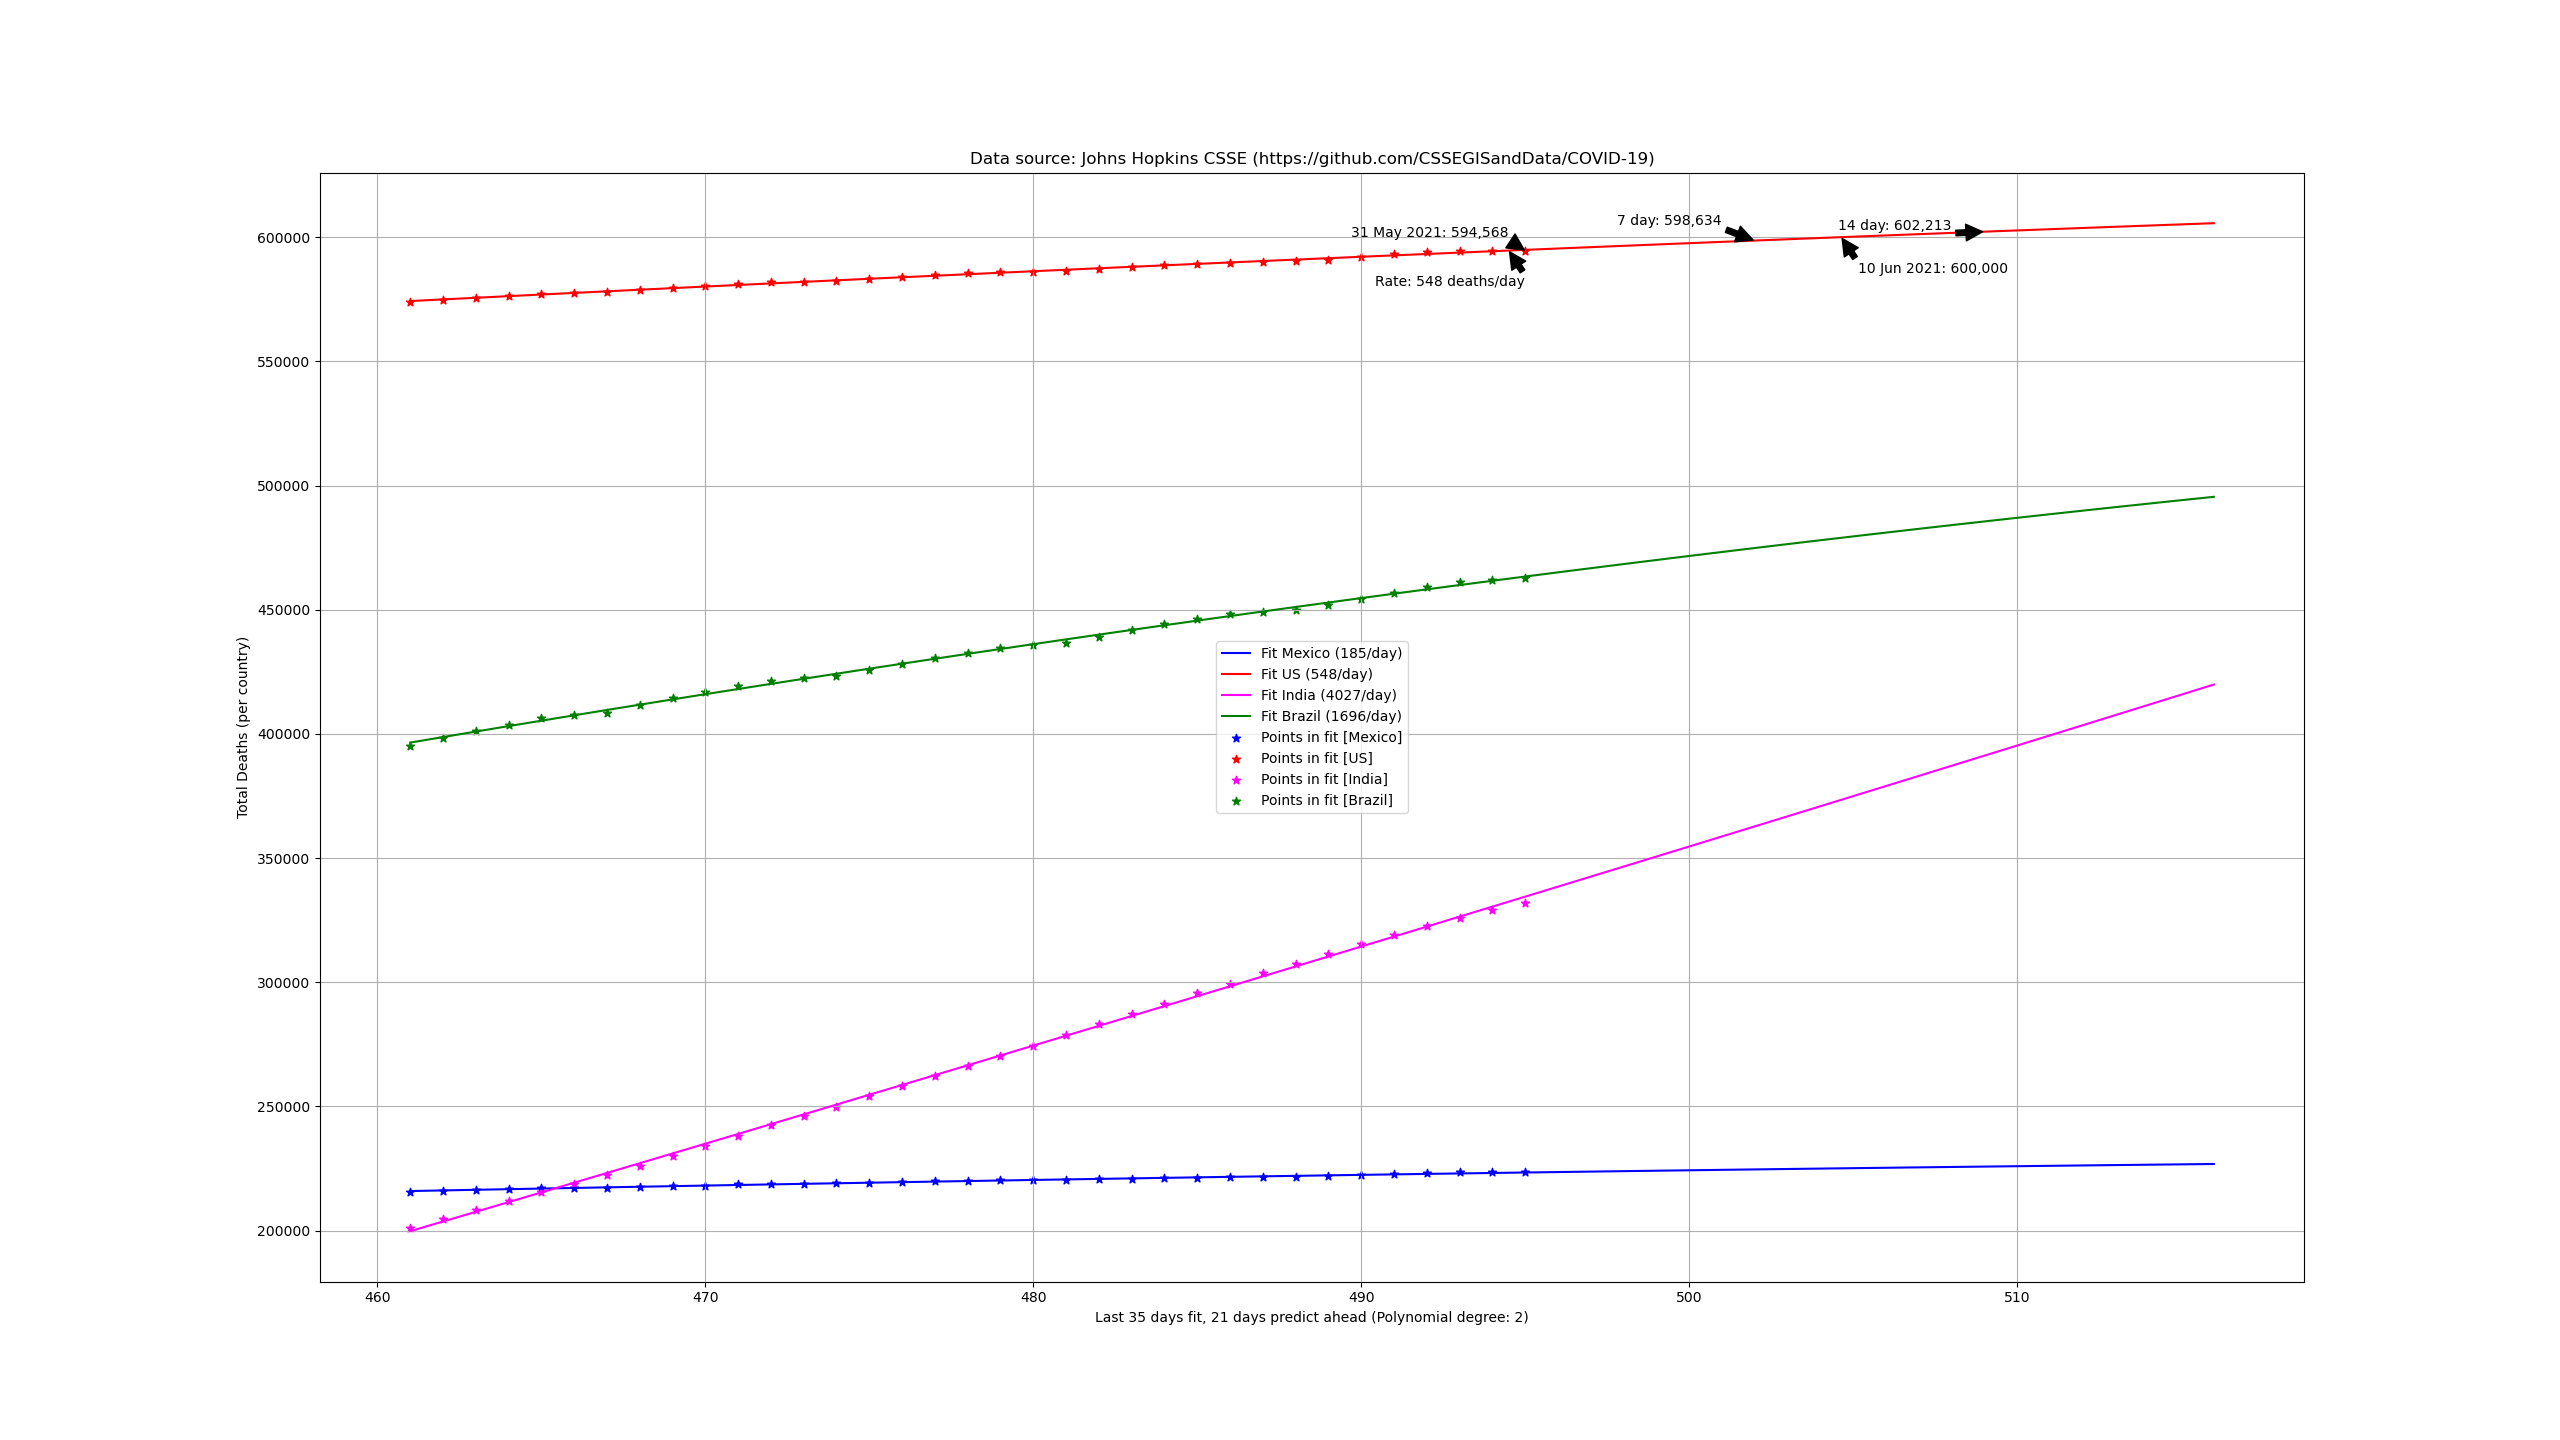 Data source: Johns Hopkins CSSE (https://github.com/CSSEGISandData/COVID-19)
600000
550000
500000
450000
400000
350000
300000
250000
200000
Total Deaths (per country)
31 May 2021: 594,568
Rate: 548 deaths/day
7 day: 598,634
14 day: 602,213
10 Jun 2021: 600,000
Fit Mexico (185/day)
Fit US (548/day)
Fit India (4027/day)
Fit Brazil (1696/day)
Points in fit [Mexico]
Points in fit [US]
Points in fit [India]
Points in fit [Brazil]
460 470 480 490 500 510
Last 35 days fit, 21 days predict ahead (Polynomial degree: 2)